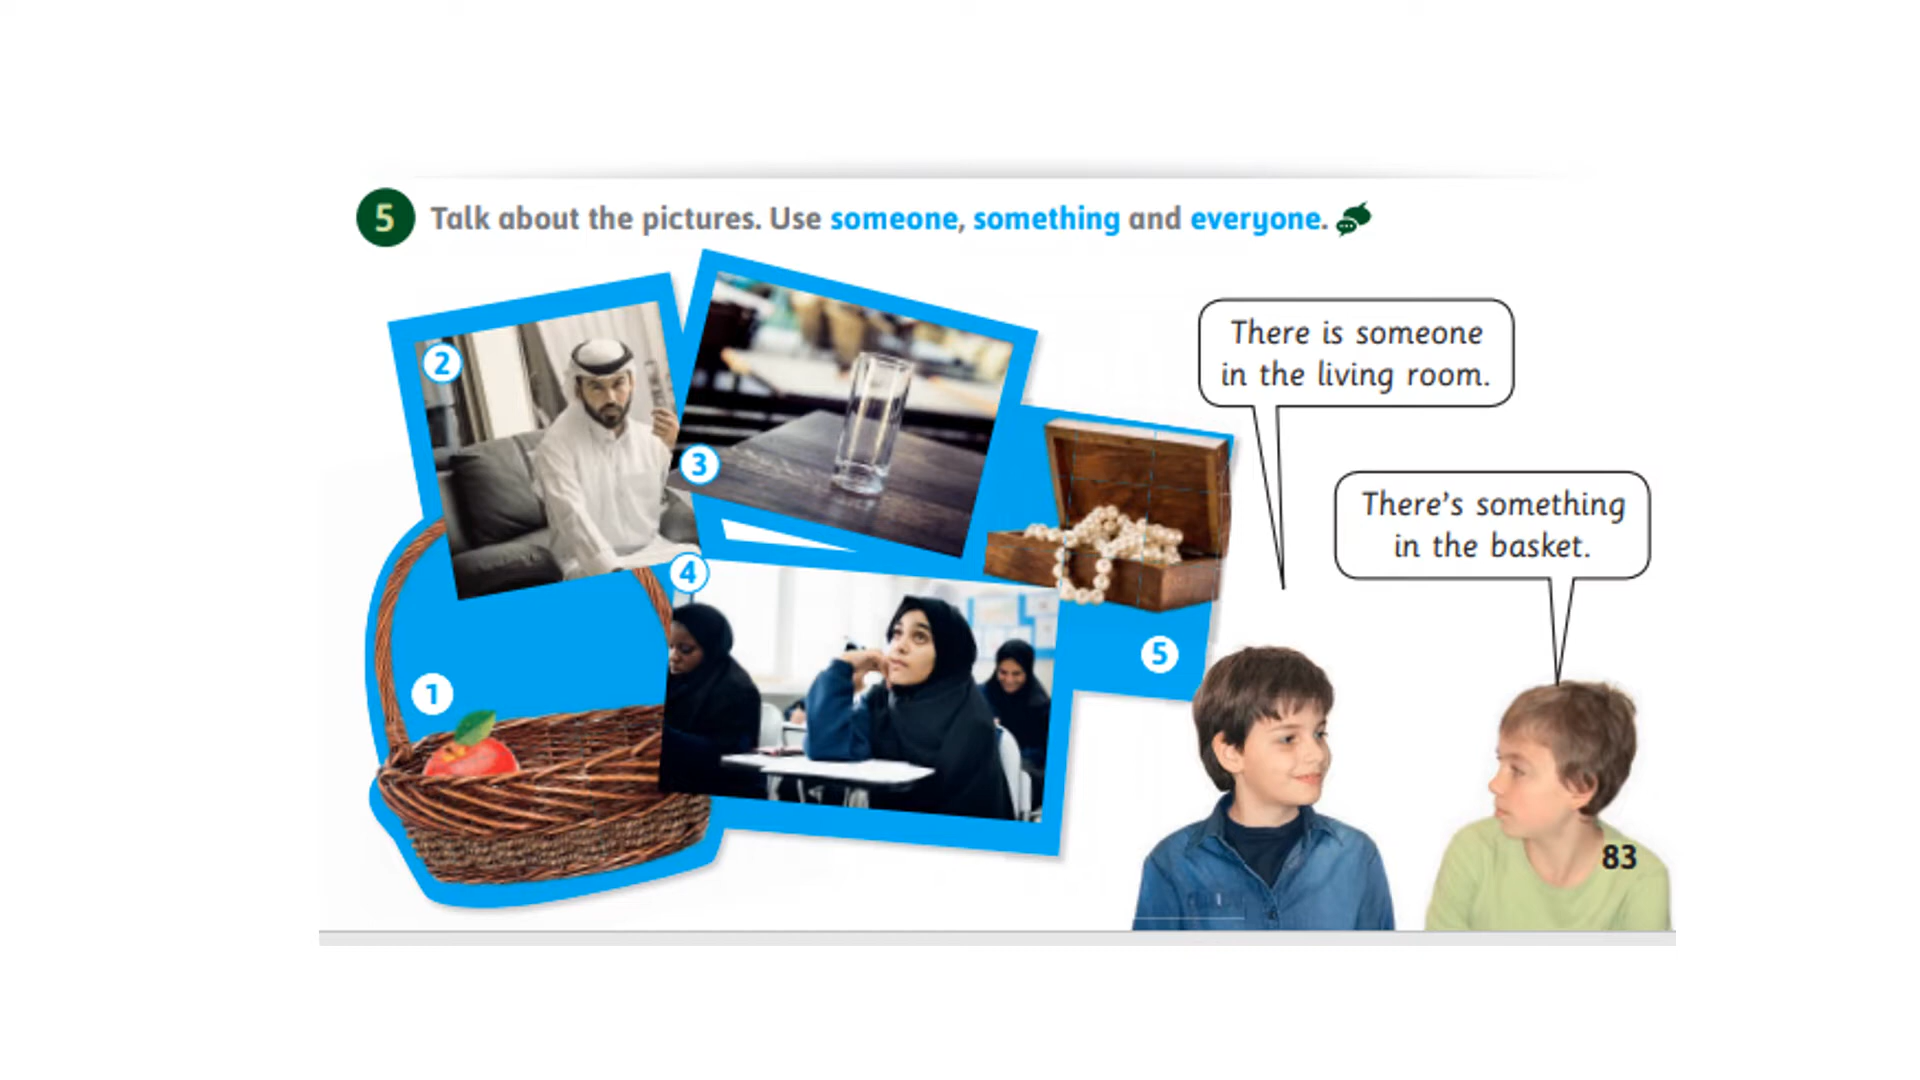 5 Talk about the pictures. Use someone, something and everyone.
2
3
4
5
1
There is someone
in the living room.
There's something
in the basket.
83